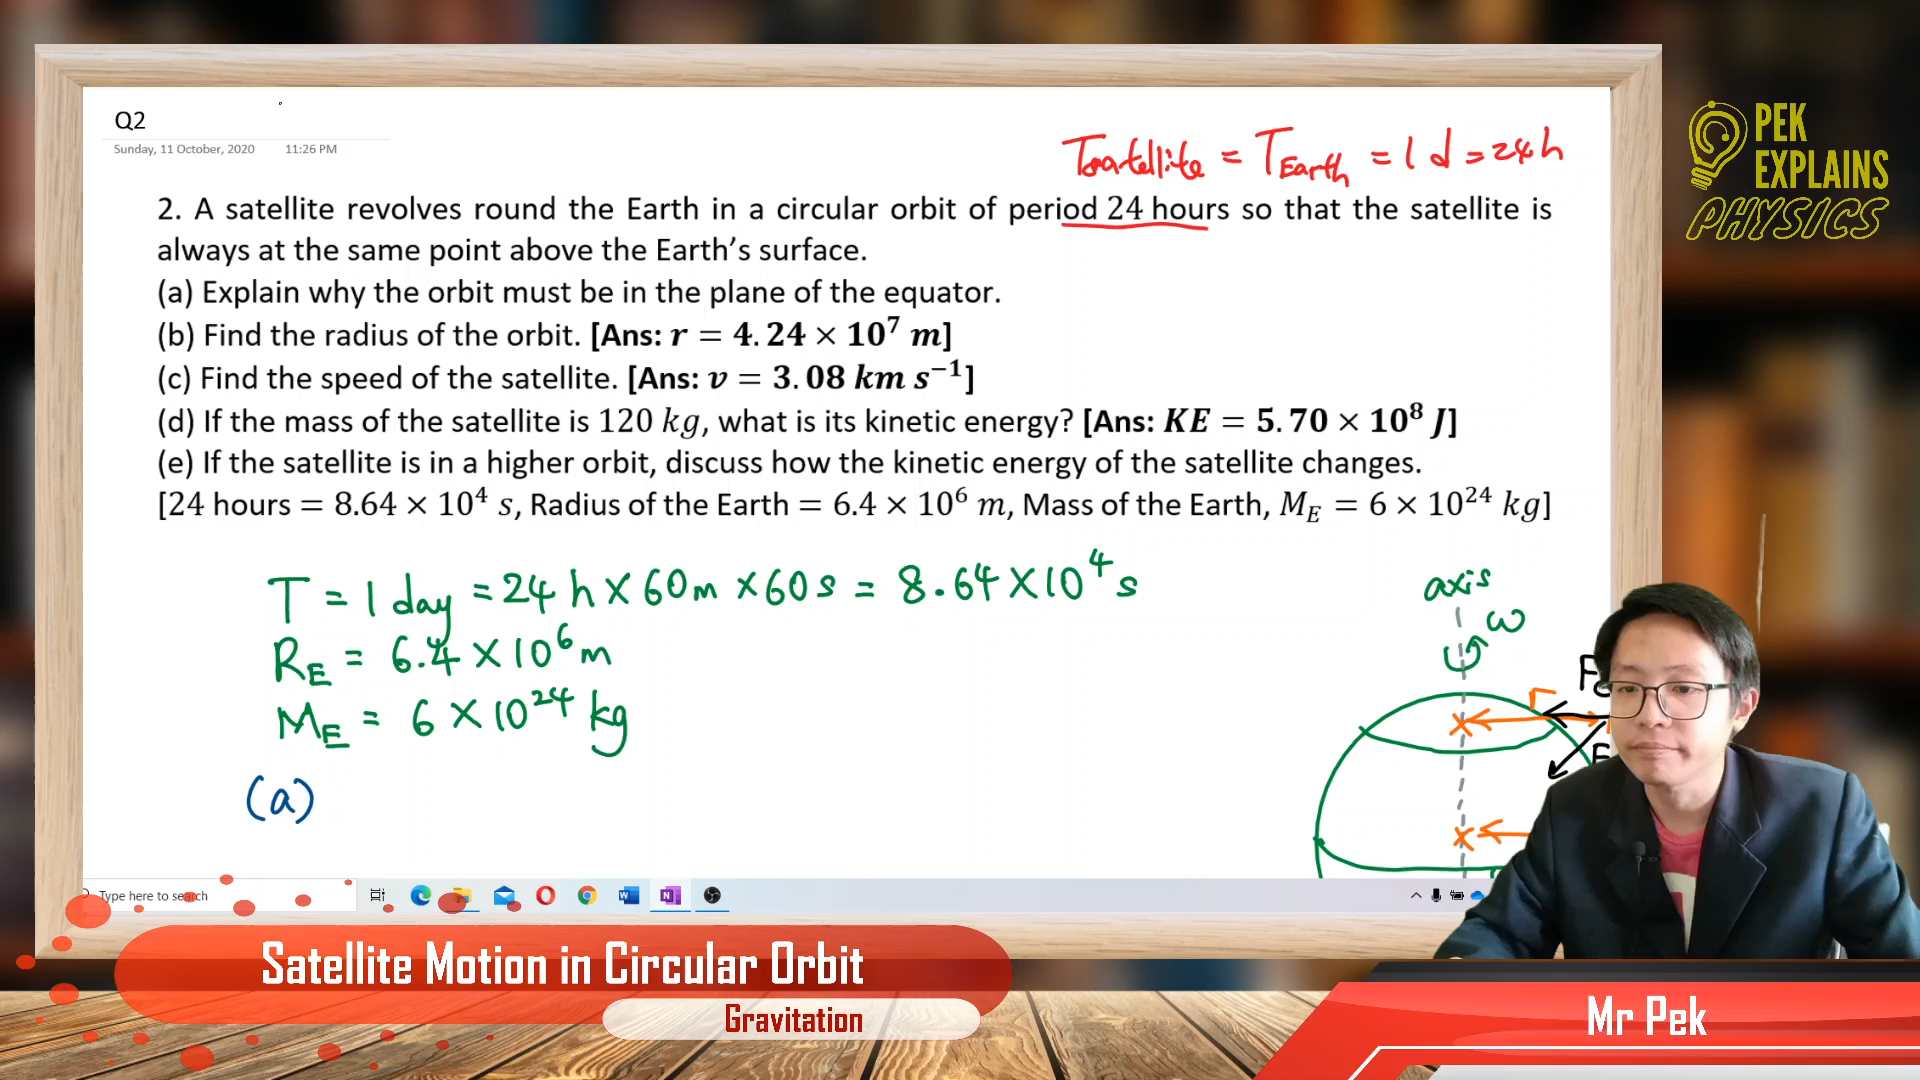 Q2
Sunday, 11 October, 2020 11:26 PM
T_satellite = T_Earth = 1 d = 24 h
PEK
EXPLAINS
PHYSICS
2. A satellite revolves round the Earth in a circular orbit of period 24 hours so that the satellite is
always at the same point above the Earth's surface.
(a) Explain why the orbit must be in the plane of the equator.
(b) Find the radius of the orbit. [Ans: r = 4.24 × 10⁷ m]
(c) Find the speed of the satellite. [Ans: v = 3.08 km s⁻¹]
(d) If the mass of the satellite is 120 kg, what is its kinetic energy? [Ans: KE = 5.70 × 10⁸ J]
(e) If the satellite is in a higher orbit, discuss how the kinetic energy of the satellite changes.
[24 hours = 8.64 × 10⁴ s, Radius of the Earth = 6.4 × 10⁶ m, Mass of the Earth, M_E = 6 × 10²⁴ kg]
T = 1 day = 24 h × 60 m × 60 s = 8.64 × 10⁴ s
R_E = 6.4 × 10⁶ m
M_E = 6 × 10²⁴ kg
(a)
axis
ω
r
Type here to search
Satellite Motion in Circular Orbit
Gravitation
Mr Pek